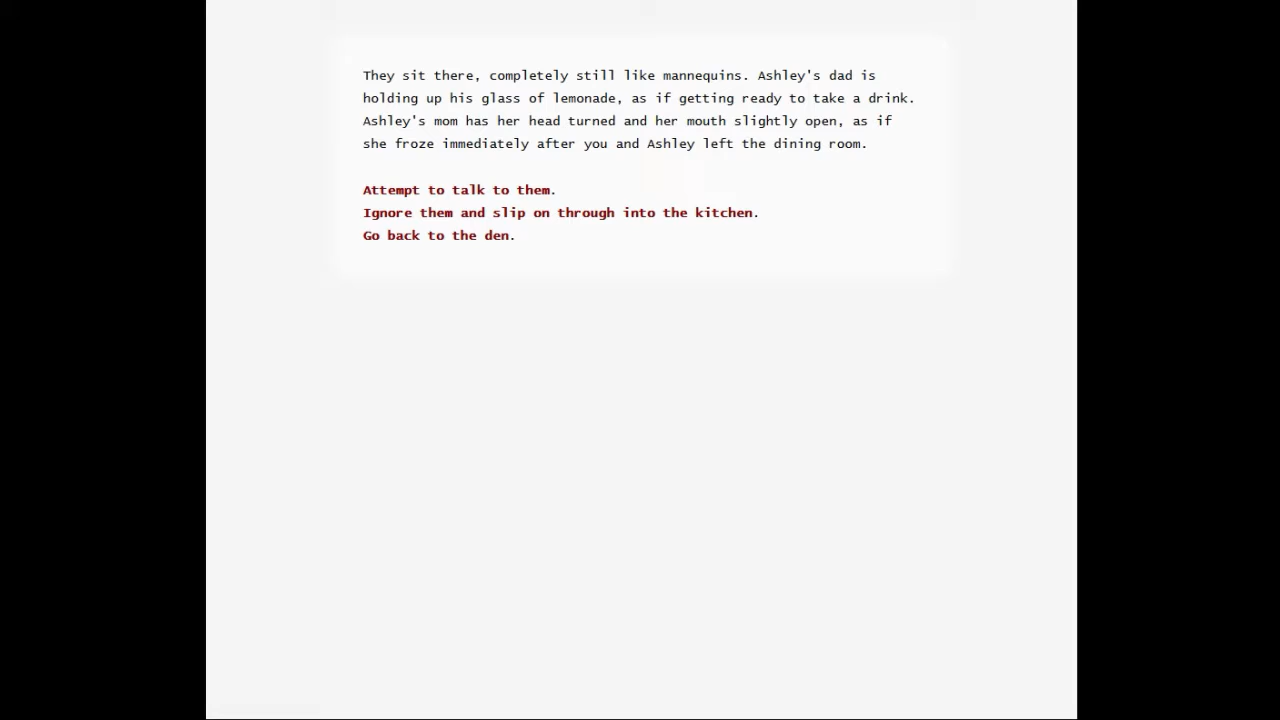 They sit there, completely still like mannequins. Ashley's dad is
holding up his glass of lemonade, as if getting ready to take a drink.
Ashley's mom has her head turned and her mouth slightly open, as if
she froze immediately after you and Ashley left the dining room.
Attempt to talk to them.
Ignore them and slip on through into the kitchen.
Go back to the den.